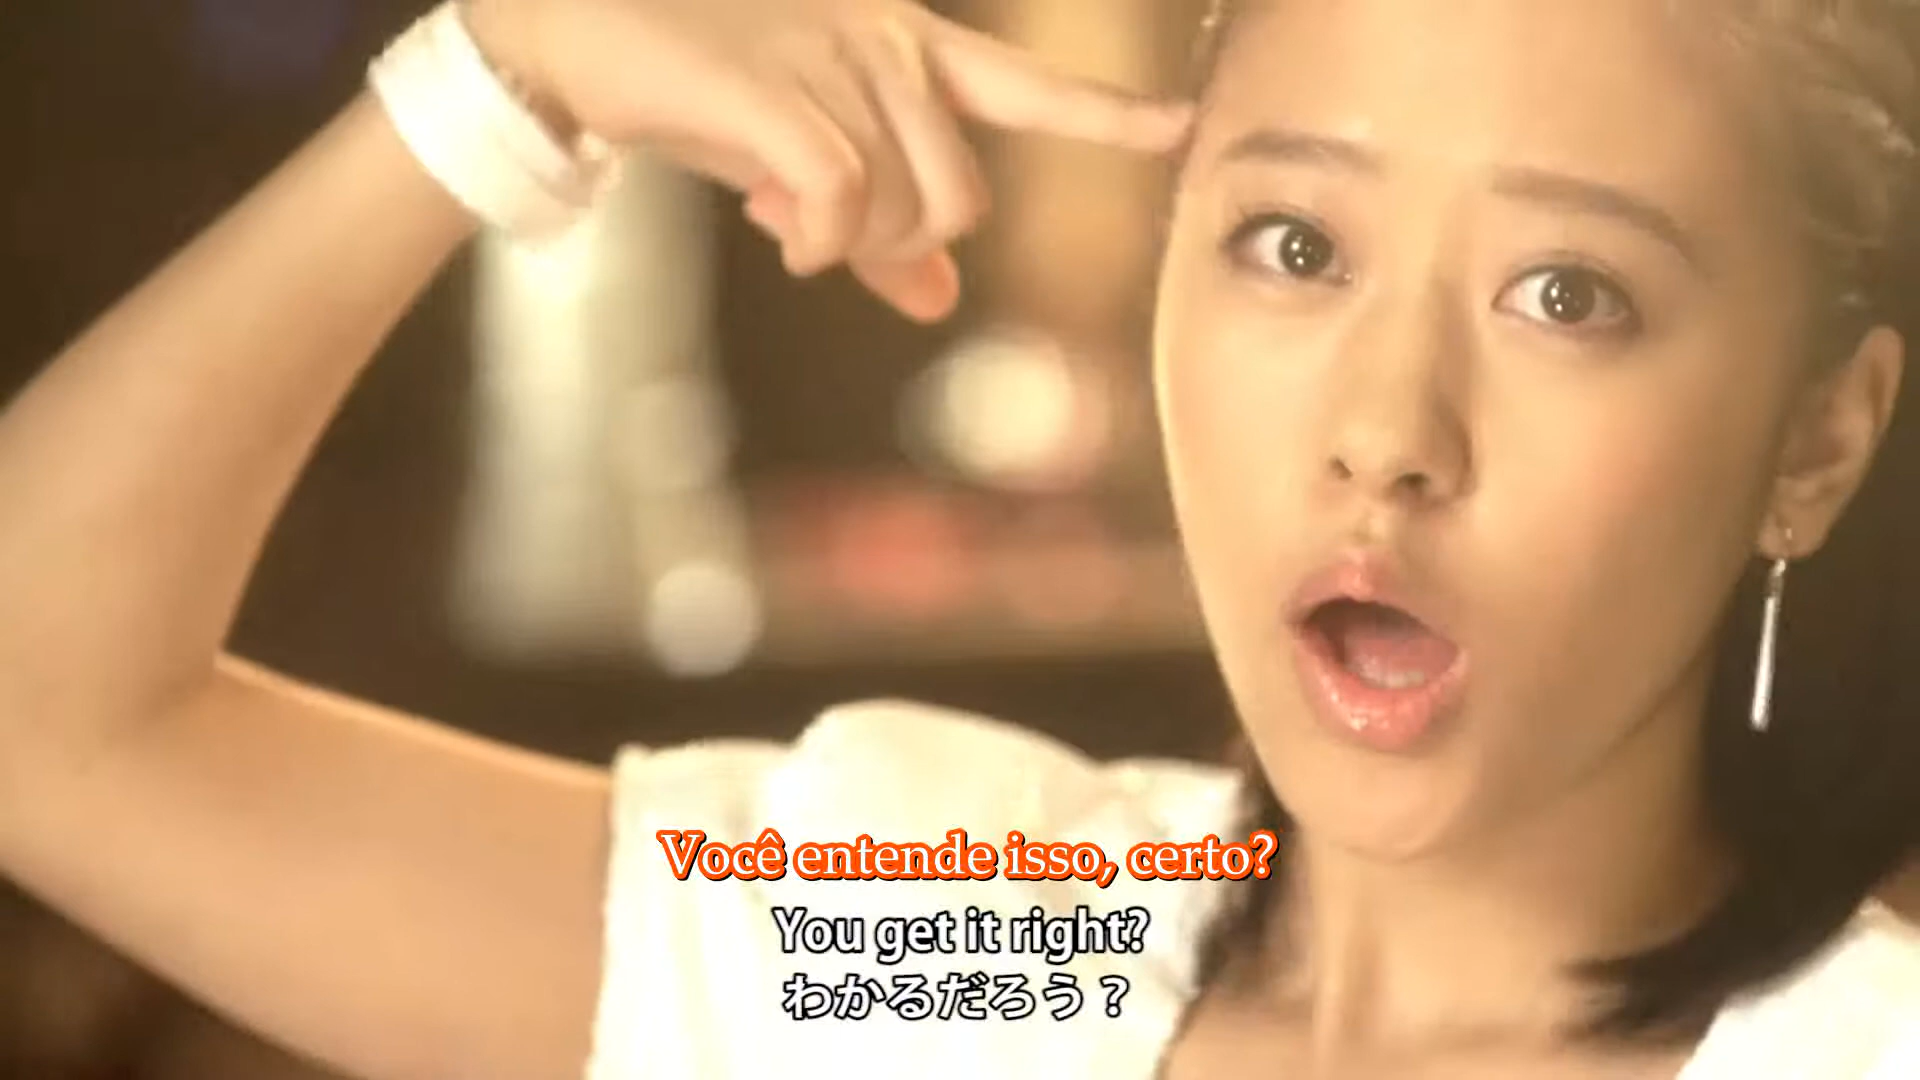 Você entende isso, certo?
You get it right?
わかるだろう？